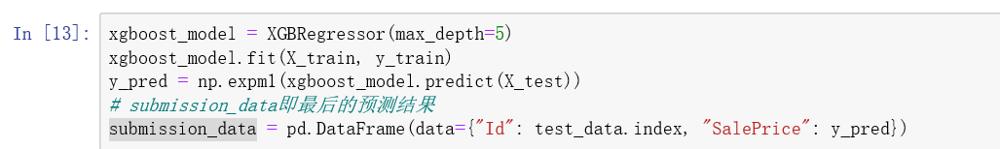 In [13]: xgboost_model = XGBRegressor(max_depth=5)
xgboost_model.fit(X_train, y_train)
y_pred = np.expm1(xgboost_model.predict(X_test))
# submission_data即最后的预测结果
submission_data = pd.DataFrame(data={"Id": test_data.index, "SalePrice": y_pred})